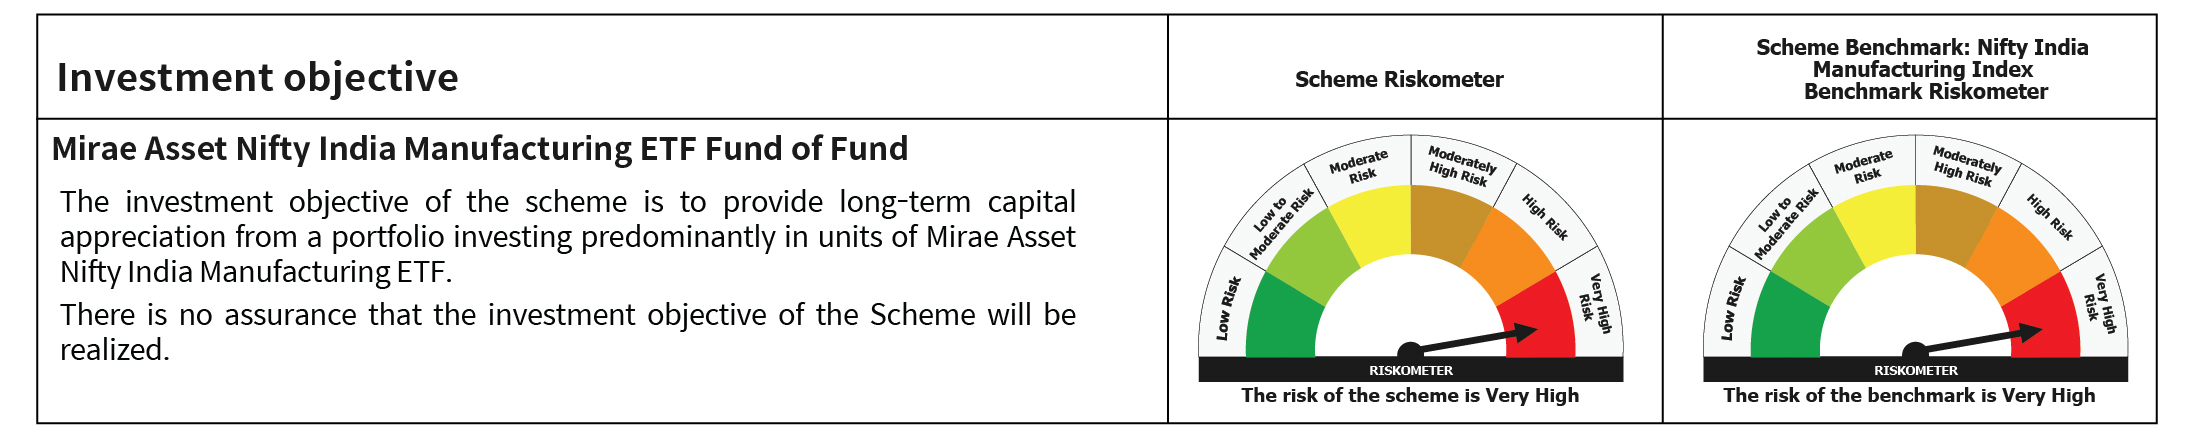 Investment objective
Scheme Riskometer
Scheme Benchmark: Nifty India
Manufacturing Index
Benchmark Riskometer
Mirae Asset Nifty India Manufacturing ETF Fund of Fund
The investment objective of the scheme is to provide long-term capital
appreciation from a portfolio investing predominantly in units of Mirae Asset
Nifty India Manufacturing ETF.
There is no assurance that the investment objective of the Scheme will be
realized.
Low Risk
Low to
Moderate Risk
Moderate
Risk
Moderately
High Risk
High Risk
Very High
Risk
RISKOMETER
The risk of the scheme is Very High
Low Risk
Low to
Moderate Risk
Moderate
Risk
Moderately
High Risk
High Risk
Very High
Risk
RISKOMETER
The risk of the benchmark is Very High